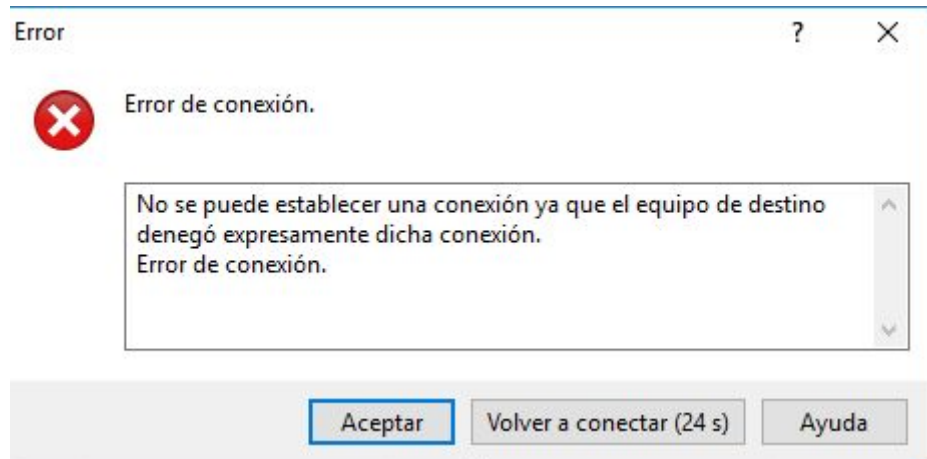 Error ?
Error de conexión.
No se puede establecer una conexión ya que el equipo de destino
denegó expresamente dicha conexión.
Error de conexión.
Aceptar Volver a conectar (24 s) Ayuda